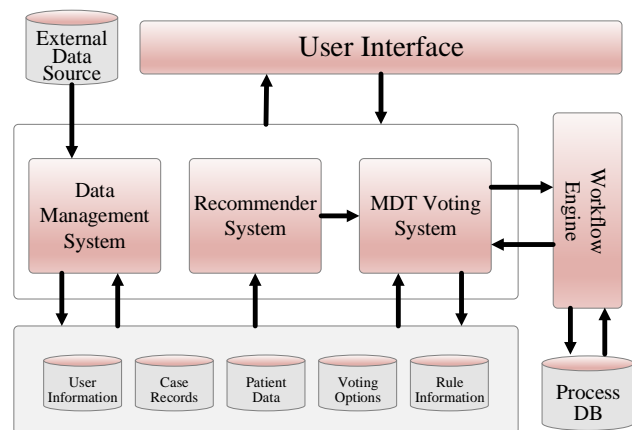 External
Data
Source
User Interface
Data
Management
System
Recommender
System
MDT Voting
System
Workflow
Engine
User
Information
Case
Records
Patient
Data
Voting
Options
Rule
Information
Process
DB